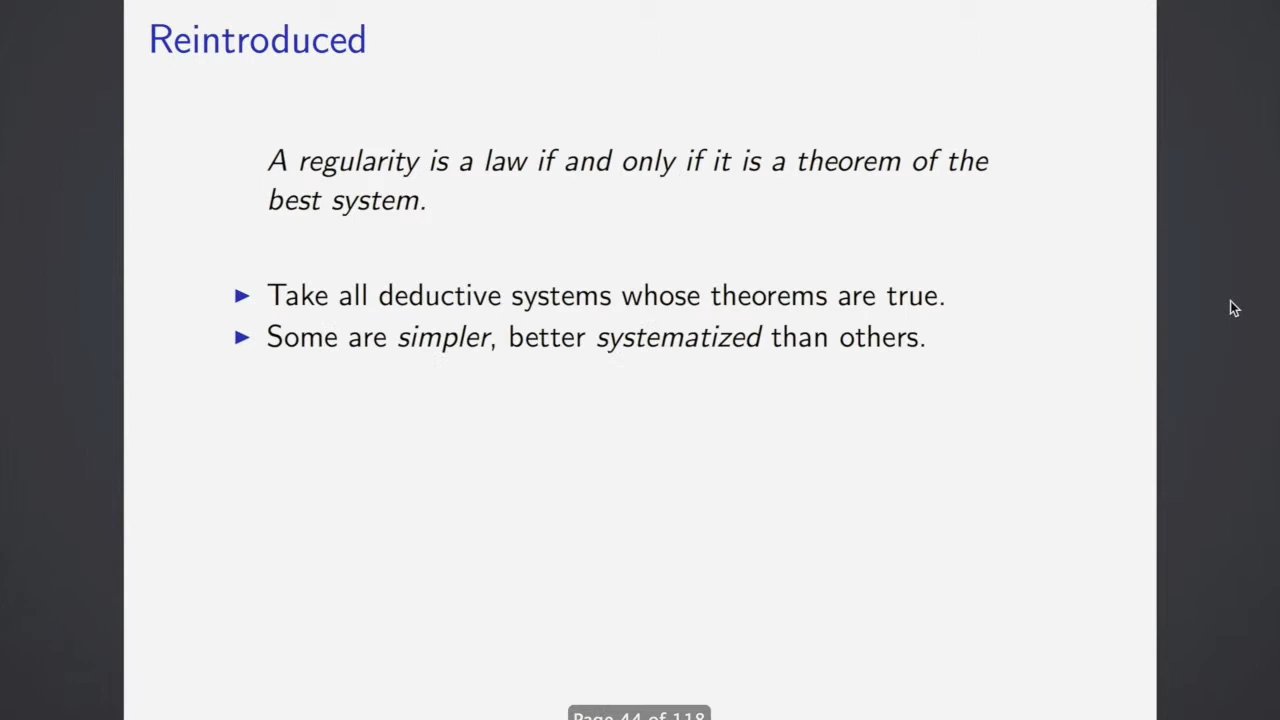 Reintroduced
A regularity is a law if and only if it is a theorem of the
best system.
▶ Take all deductive systems whose theorems are true.
▶ Some are simpler, better systematized than others.
Page 44 of 118